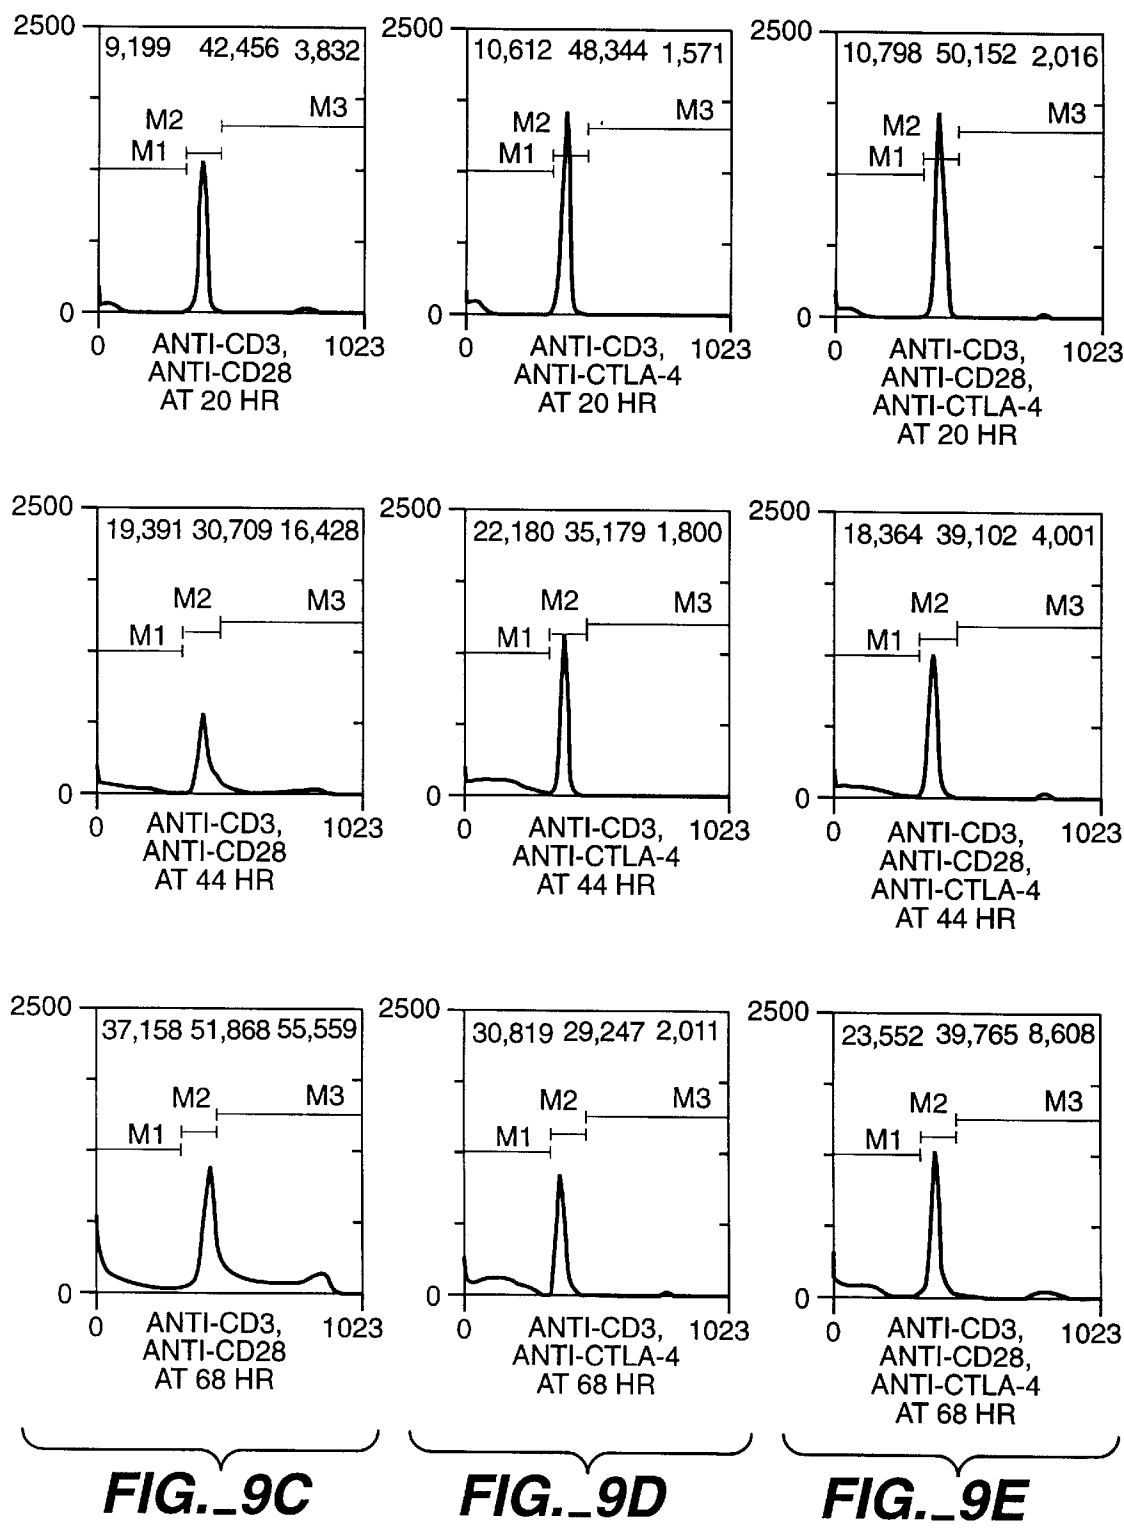 2500
9,199 42,456 3,832
M3
M2
M1
0
0
1023
ANTI-CD3,
ANTI-CD28
AT 20 HR
2500
10,612 48,344 1,571
M3
M2
M1
0
0
1023
ANTI-CD3,
ANTI-CTLA-4
AT 20 HR
2500
10,798 50,152 2,016
M3
M2
M1
0
0
1023
ANTI-CD3,
ANTI-CD28,
ANTI-CTLA-4
AT 20 HR
2500
19,391 30,709 16,428
M2
M3
M1
0
0
1023
ANTI-CD3,
ANTI-CD28
AT 44 HR
2500
22,180 35,179 1,800
M2
M3
M1
0
0
1023
ANTI-CD3,
ANTI-CTLA-4
AT 44 HR
2500
18,364 39,102 4,001
M2
M3
M1
0
0
1023
ANTI-CD3,
ANTI-CD28,
ANTI-CTLA-4
AT 44 HR
2500
37,158 51,868 55,559
M2
M3
M1
0
0
1023
ANTI-CD3,
ANTI-CD28
AT 68 HR
2500
30,819 29,247 2,011
M2
M3
M1
0
0
1023
ANTI-CD3,
ANTI-CTLA-4
AT 68 HR
2500
23,552 39,765 8,608
M2
M3
M1
0
0
1023
ANTI-CD3,
ANTI-CD28,
ANTI-CTLA-4
AT 68 HR
FIG._9C
FIG._9D
FIG._9E